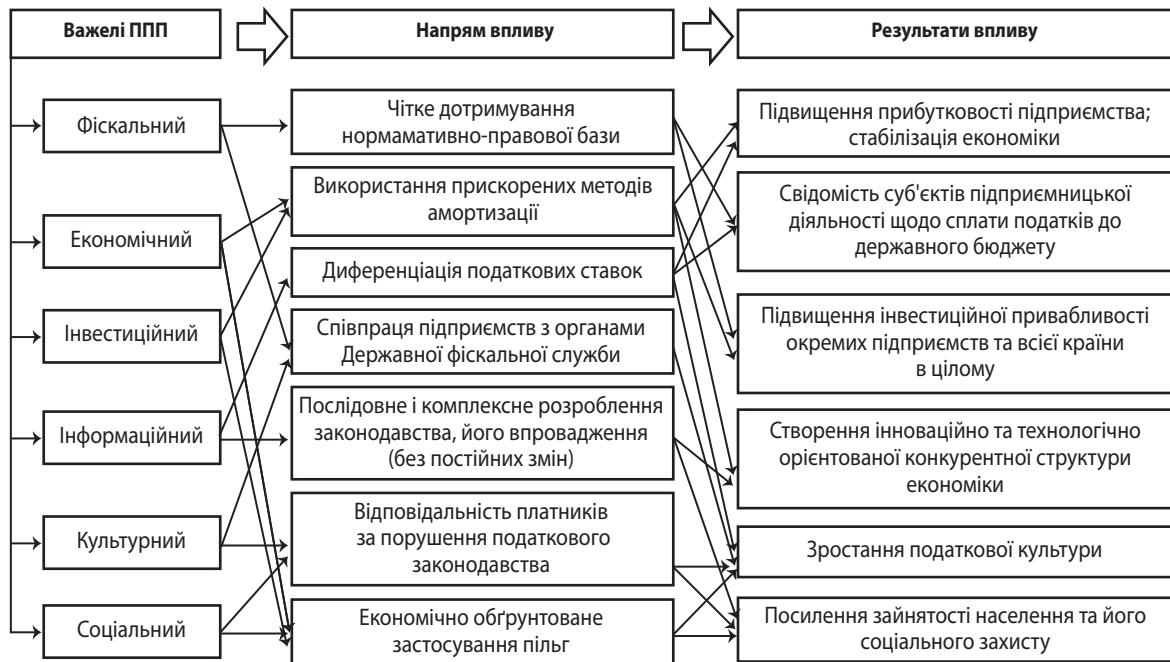 Важелі ППП
Напрям впливу
Результати впливу
Фіскальний
Економічний
Інвестиційний
Інформаційний
Культурний
Соціальний
Чітке дотримування
нормамативно-правової бази
Використання прискорених методів
амортизації
Диференціація податкових ставок
Співпраця підприємств з органами
Державної фіскальної служби
Послідовне і комплексне розроблення
законодавства, його впровадження
(без постійних змін)
Відповідальність платників
за порушення податкового
законодавства
Економічно обґрунтоване
застосування пільг
Підвищення прибутковості підприємства;
стабілізація економіки
Свідомість суб'єктів підприємницької
діяльності щодо сплати податків до
державного бюджету
Підвищення інвестиційної привабливості
окремих підприємств та всієї країни
в цілому
Створення інноваційно та технологічно
орієнтованої конкурентної структури
економіки
Зростання податкової культури
Посилення зайнятості населення та його
соціального захисту